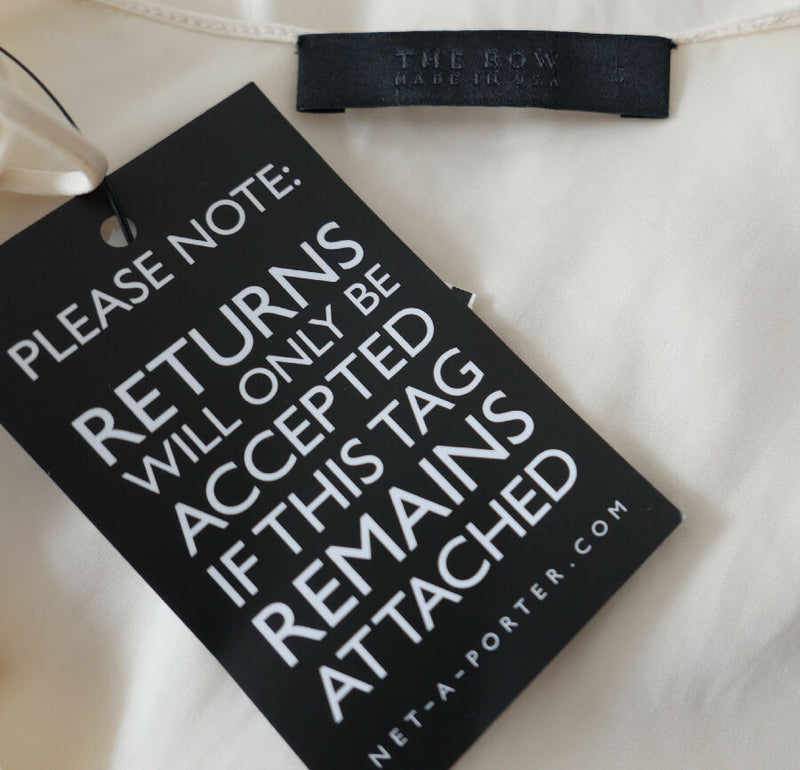 THE ROW
MADE IN USA
PLEASE NOTE:
RETURNS
WILL ONLY BE
ACCEPTED
IF THIS TAG
REMAINS
ATTACHED
NET-A-PORTER.COM